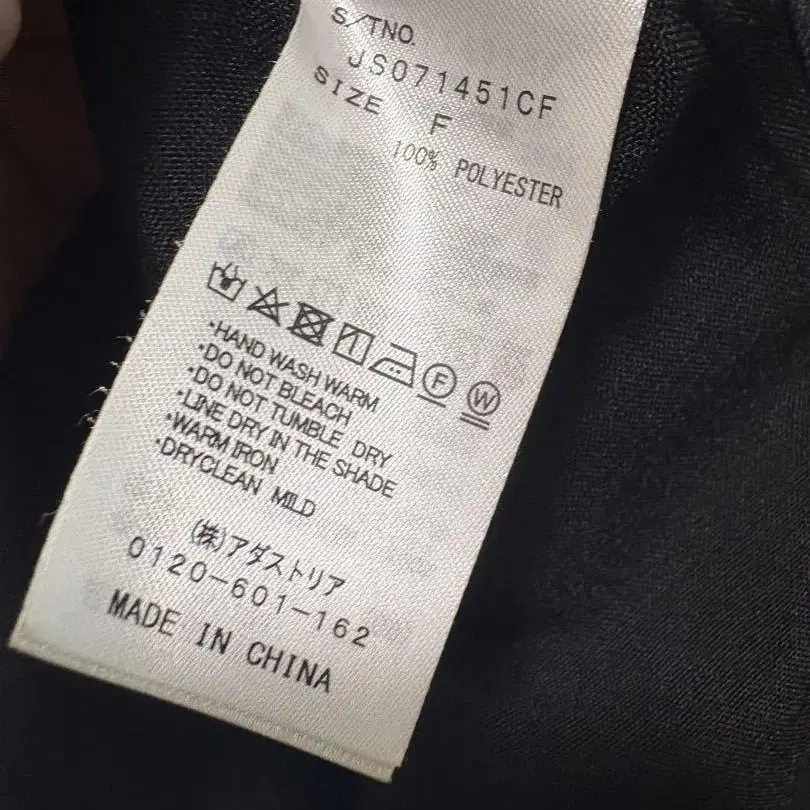 S/TNO.
JS071451CF
SIZE F
100% POLYESTER
F W
・HAND WASH WARM
・DO NOT BLEACH
・DO NOT TUMBLE DRY
・LINE DRY IN THE SHADE
・WARM IRON
・DRYCLEAN MILD
(株)アダストリア
0120-601-162
MADE IN CHINA